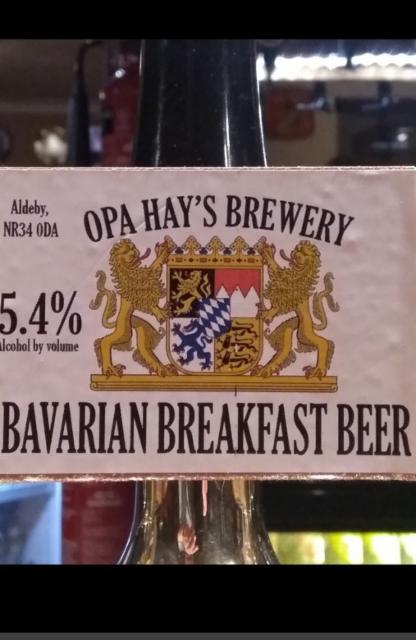 Aldeby,
NR34 0DA
OPA HAY'S BREWERY
5.4%
Alcohol by volume
BAVARIAN BREAKFAST BEER